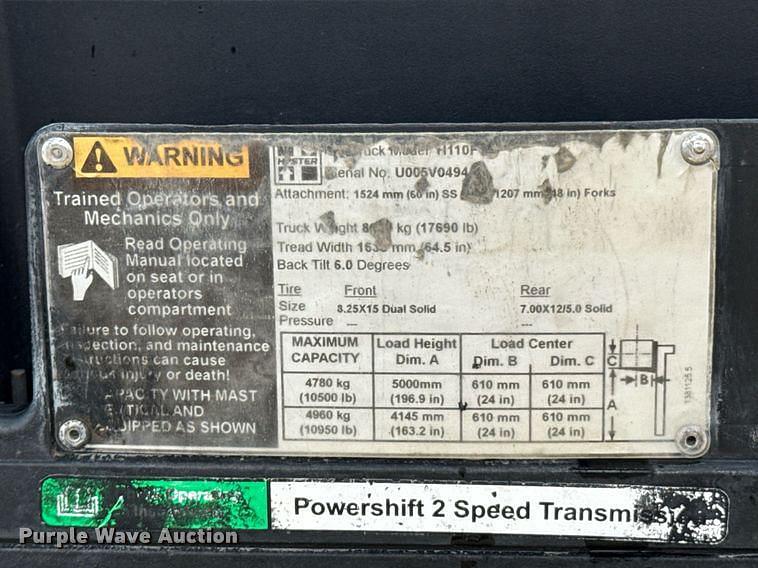 WARNING
Trained Operators and
Mechanics Only
Read Operating
Manual located
on seat or in
operators
compartment
Failure to follow operating,
and maintenance
can cause
injury or death!
CAPACITY WITH MAST
VERTICAL AND
EQUIPPED AS SHOWN
HYSTER
Truck Model H110F
Serial No. U005V0494
Attachment: 1524 mm (60 in) SS 1207 mm (48 in) Forks
Truck Weight kg (17690 lb)
Tread Width mm (64.5 in)
Back Tilt 6.0 Degrees
Tire Front Rear
Size 8.25X15 Dual Solid 7.00X12/5.0 Solid
Pressure --- ---
MAXIMUM CAPACITY Load Height Dim. A Load Center Dim. B Dim. C
4780 kg 5000mm 610 mm 610 mm
(10500 lb) (196.9 in) (24 in) (24 in)
4960 kg 4145 mm 610 mm 610 mm
(10950 lb) (163.2 in) (24 in) (24 in)
C
B
A
1381125 5
Powershift 2 Speed
Purple Wave Auction